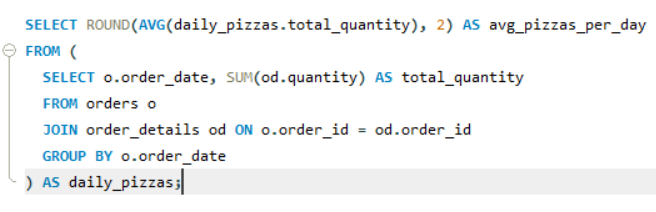 SELECT ROUND(AVG(daily_pizzas.total_quantity), 2) AS avg_pizzas_per_day
FROM (
SELECT o.order_date, SUM(od.quantity) AS total_quantity
FROM orders o
JOIN order_details od ON o.order_id = od.order_id
GROUP BY o.order_date
) AS daily_pizzas;